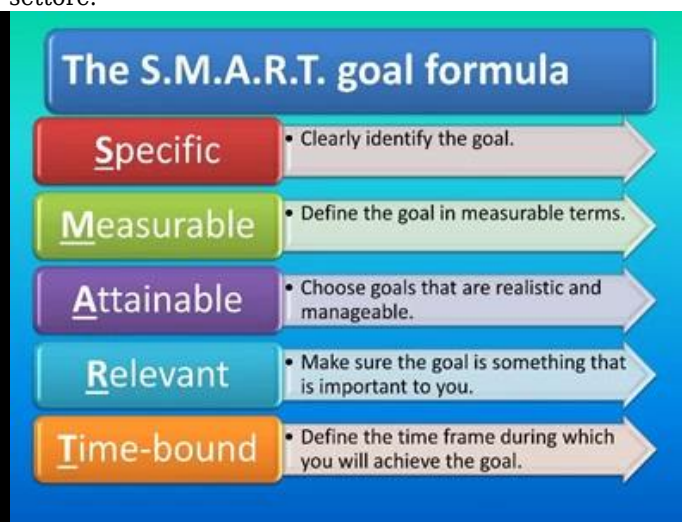 settore.
The S.M.A.R.T. goal formula
Specific
• Clearly identify the goal.
Measurable
• Define the goal in measurable terms.
Attainable
• Choose goals that are realistic and
manageable.
Relevant
• Make sure the goal is something that
is important to you.
Time-bound
• Define the time frame during which
you will achieve the goal.